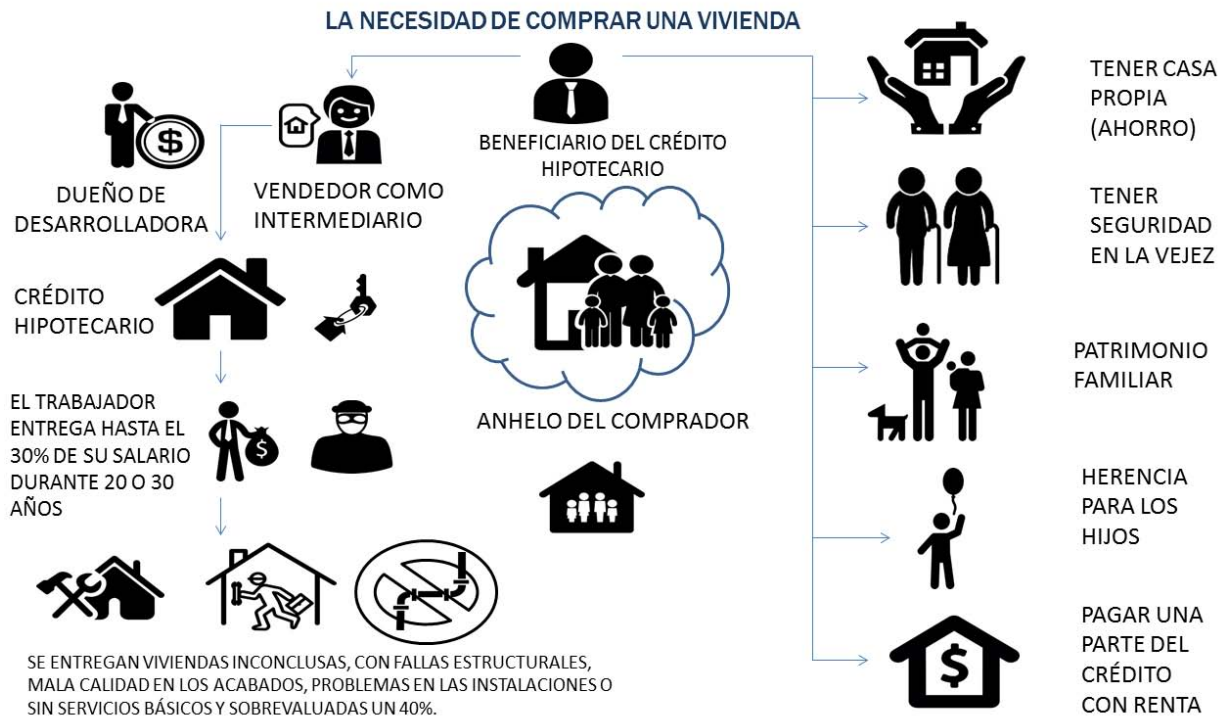 LA NECESIDAD DE COMPRAR UNA VIVIENDA
DUEÑO DE
DESARROLLADORA
VENDEDOR COMO
INTERMEDIARIO
BENEFICIARIO DEL CRÉDITO
HIPOTECARIO
CRÉDITO
HIPOTECARIO
ANHELO DEL COMPRADOR
EL TRABAJADOR
ENTREGA HASTA EL
30% DE SU SALARIO
DURANTE 20 O 30
AÑOS
SE ENTREGAN VIVIENDAS INCONCLUSAS, CON FALLAS ESTRUCTURALES,
MALA CALIDAD EN LOS ACABADOS, PROBLEMAS EN LAS INSTALACIONES O
SIN SERVICIOS BÁSICOS Y SOBREVALUADAS UN 40%.
TENER CASA
PROPIA
(AHORRO)
TENER
SEGURIDAD
EN LA VEJEZ
PATRIMONIO
FAMILIAR
HERENCIA
PARA LOS
HIJOS
PAGAR UNA
PARTE DEL
CRÉDITO
CON RENTA